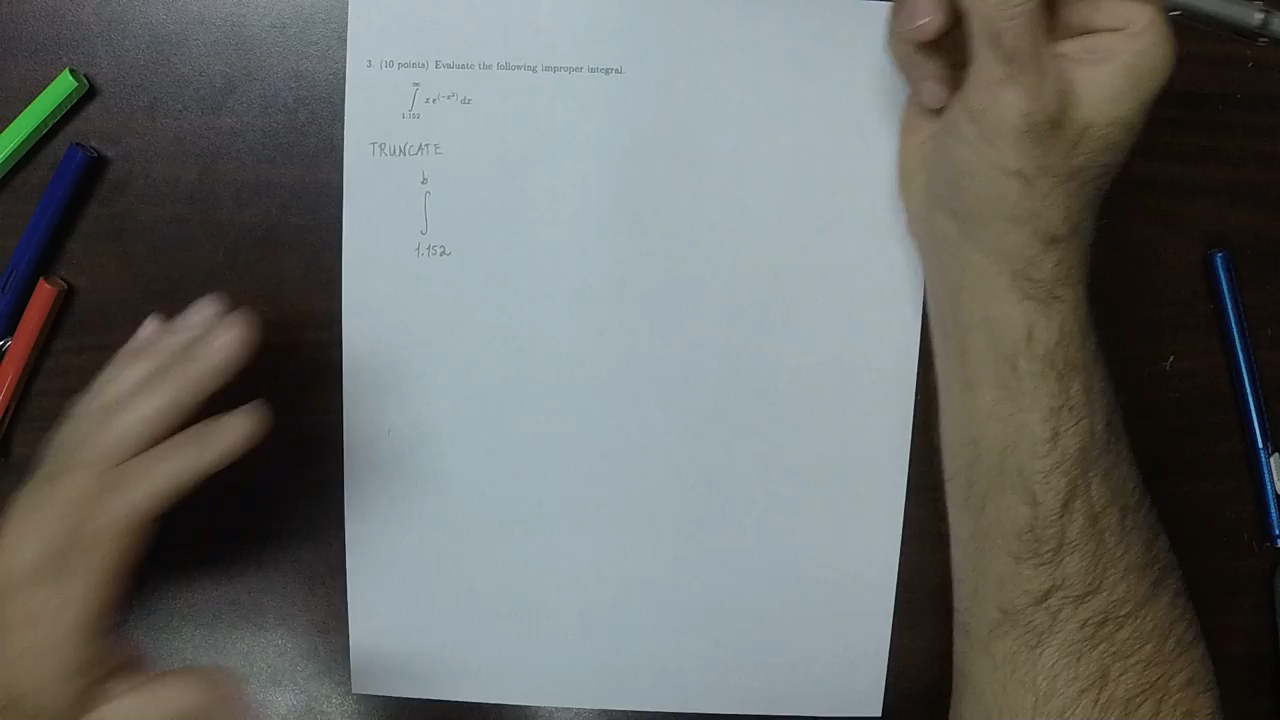 3. (10 points) Evaluate the following improper integral.
∞
∫ x e^(−x²) dx
1.152
TRUNCATE
b
∫
1.152